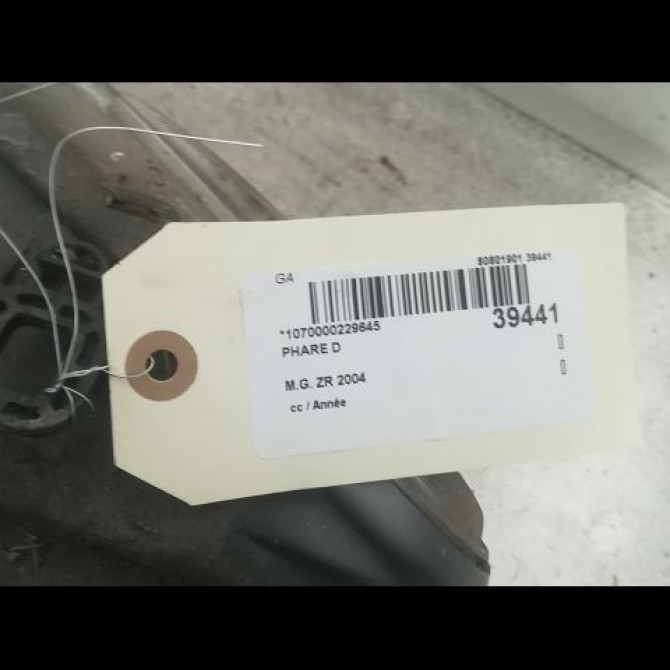 GA 80801901 39441
*1070000229645 39441
PHARE D
M.G. ZR 2004
cc / Année